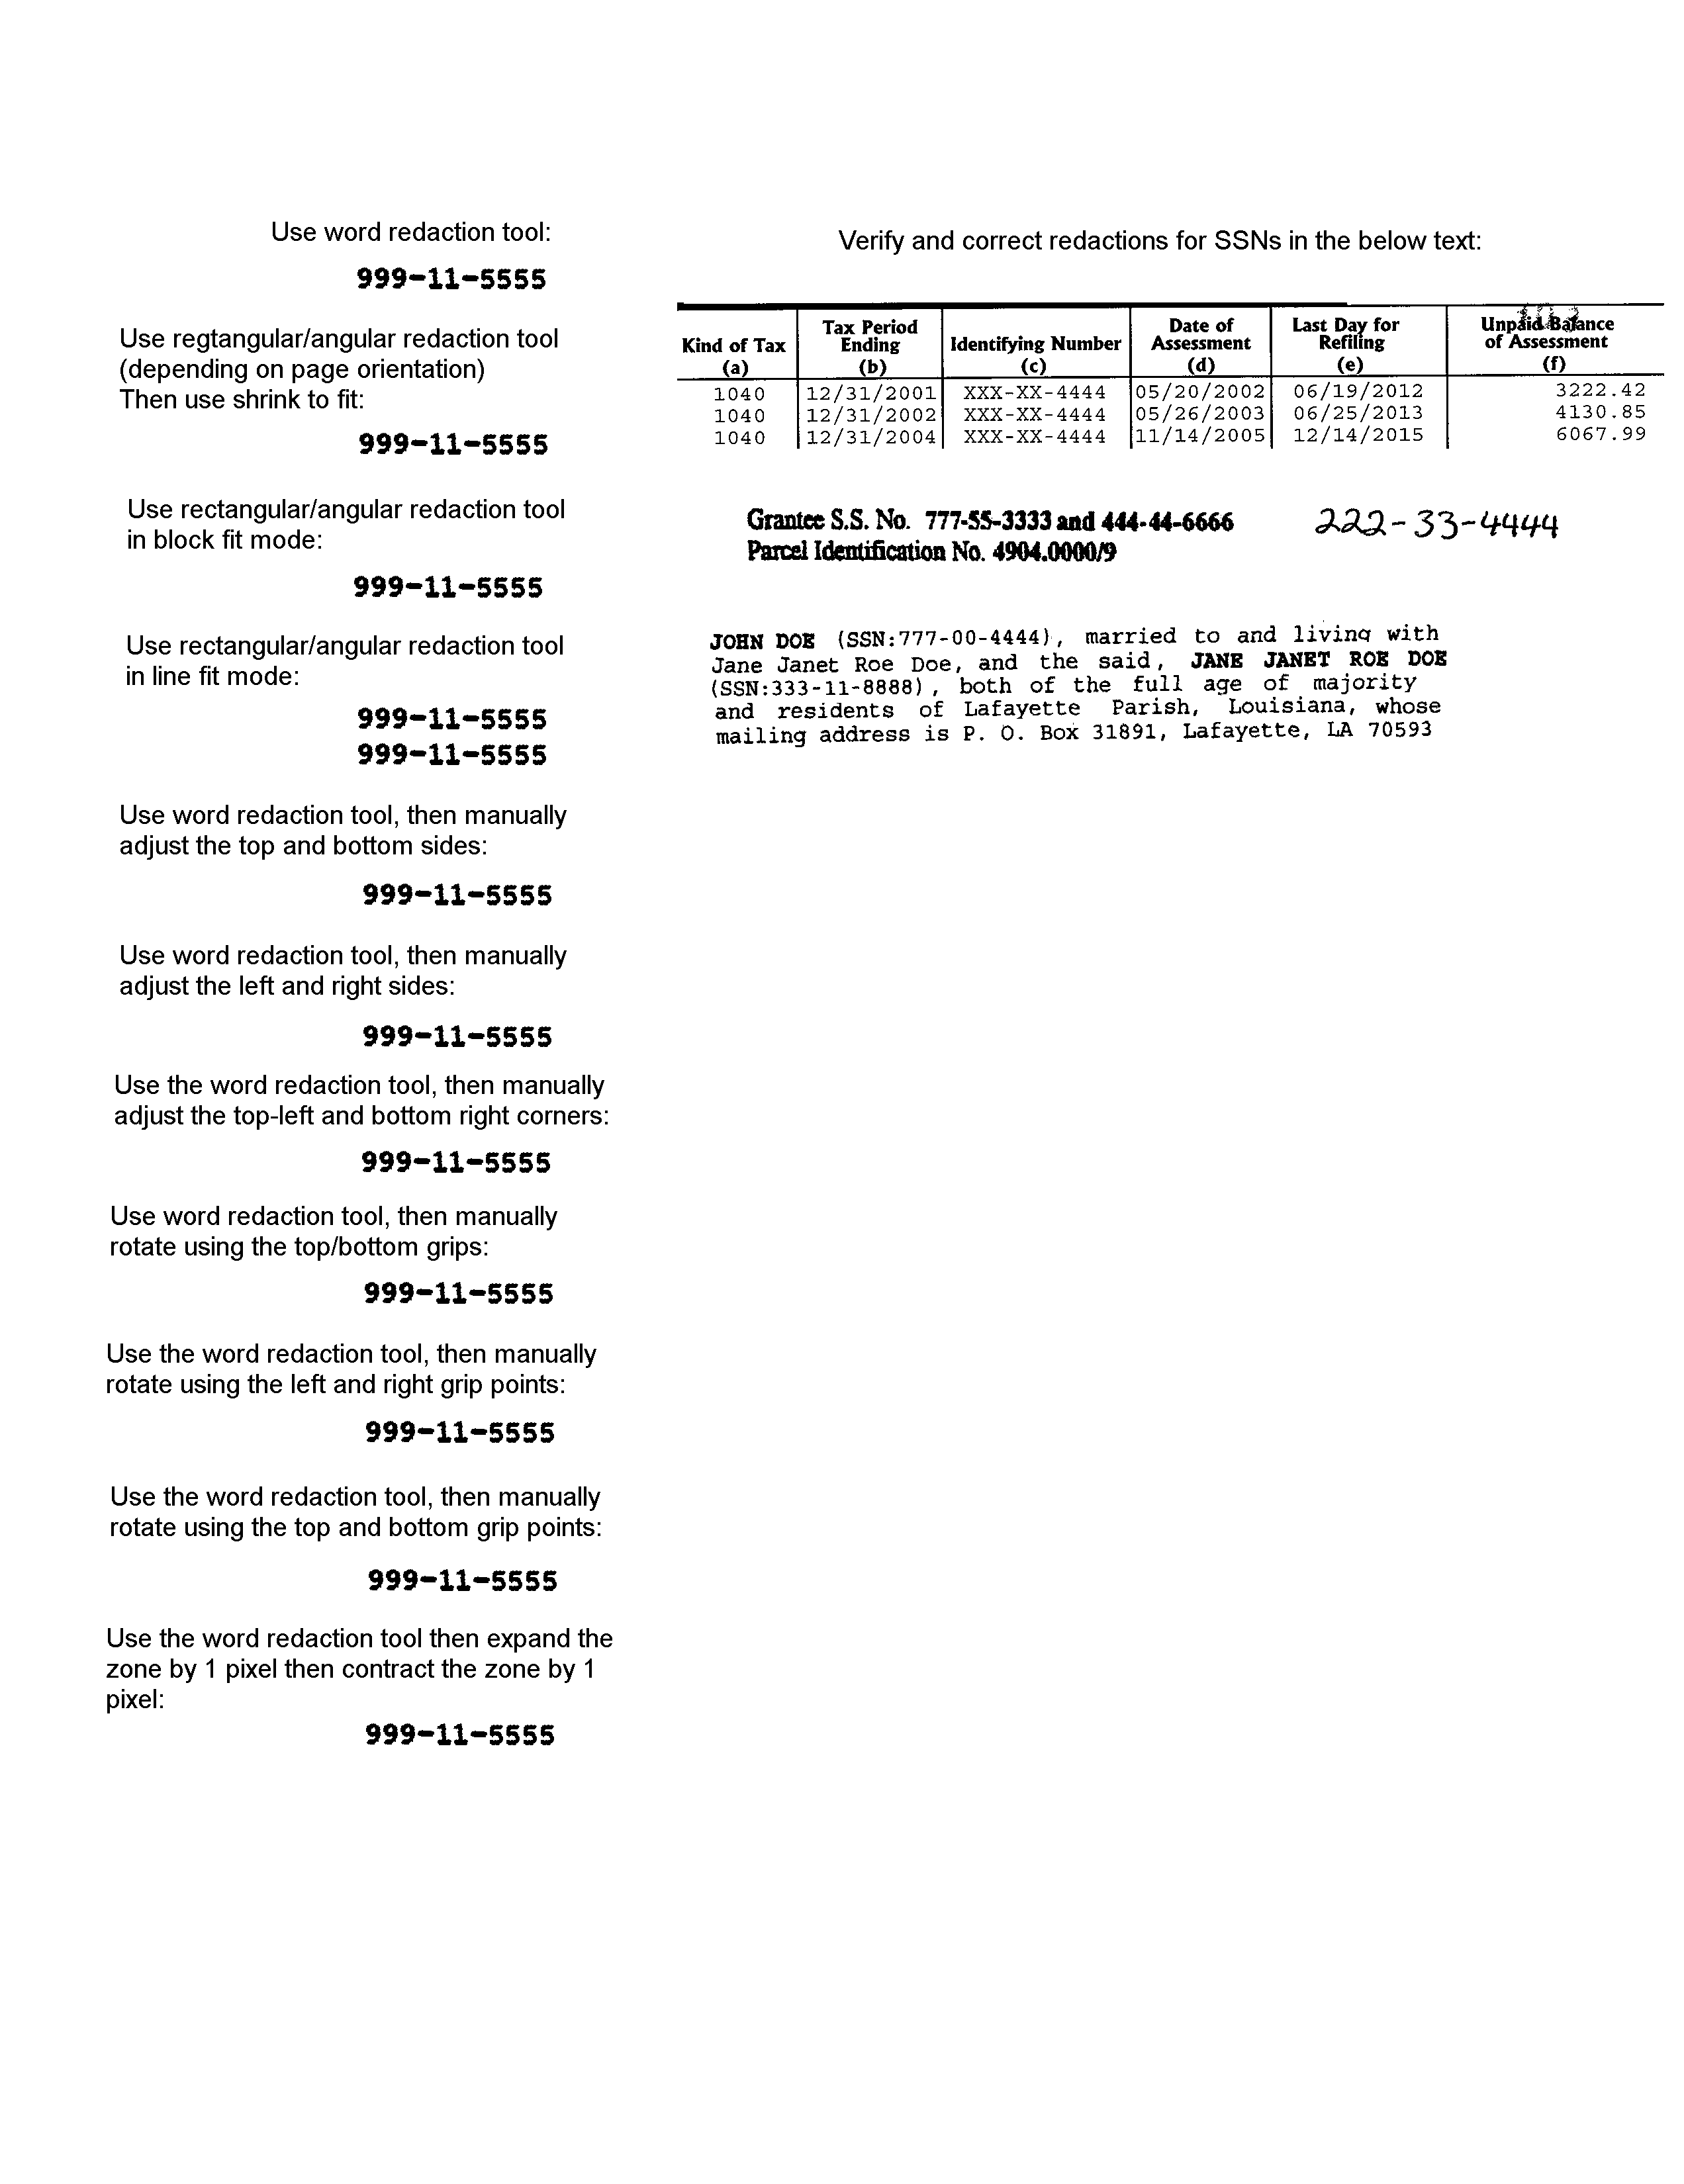 Use word redaction tool:
999-11-5555
Use regtangular/angular redaction tool
(depending on page orientation)
Then use shrink to fit:
999-11-5555
Use rectangular/angular redaction tool
in block fit mode:
999-11-5555
Use rectangular/angular redaction tool
in line fit mode:
999-11-5555
999-11-5555
Use word redaction tool, then manually
adjust the top and bottom sides:
999-11-5555
Use word redaction tool, then manually
adjust the left and right sides:
999-11-5555
Use the word redaction tool, then manually
adjust the top-left and bottom right corners:
999-11-5555
Use word redaction tool, then manually
rotate using the top/bottom grips:
999-11-5555
Use the word redaction tool, then manually
rotate using the left and right grip points:
999-11-5555
Use the word redaction tool, then manually
rotate using the top and bottom grip points:
999-11-5555
Use the word redaction tool then expand the
zone by 1 pixel then contract the zone by 1
pixel:
999-11-5555
Verify and correct redactions for SSNs in the below text:
Kind of Tax (a) Tax Period Ending (b) Identifying Number (c) Date of Assessment (d) Last Day for Refiling (e) Unpaid Balance of Assessment (f)
1040 12/31/2001 XXX-XX-4444 05/20/2002 06/19/2012 3222.42
1040 12/31/2002 XXX-XX-4444 05/26/2003 06/25/2013 4130.85
1040 12/31/2004 XXX-XX-4444 11/14/2005 12/14/2015 6067.99
Grantee S.S. No. 777-55-3333 and 444-44-6666
Parcel Identification No. 4904.0000/9
222-33-4444
JOHN DOE (SSN:777-00-4444), married to and living with
Jane Janet Roe Doe, and the said, JANE JANET ROE DOE
(SSN:333-11-8888), both of the full age of majority
and residents of Lafayette Parish, Louisiana, whose
mailing address is P. O. Box 31891, Lafayette, LA 70593